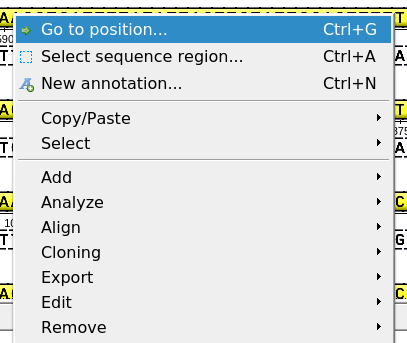 Go to position... Ctrl+G
Select sequence region... Ctrl+A
New annotation... Ctrl+N
Copy/Paste
Select
Add
Analyze
Align
Cloning
Export
Edit
Remove